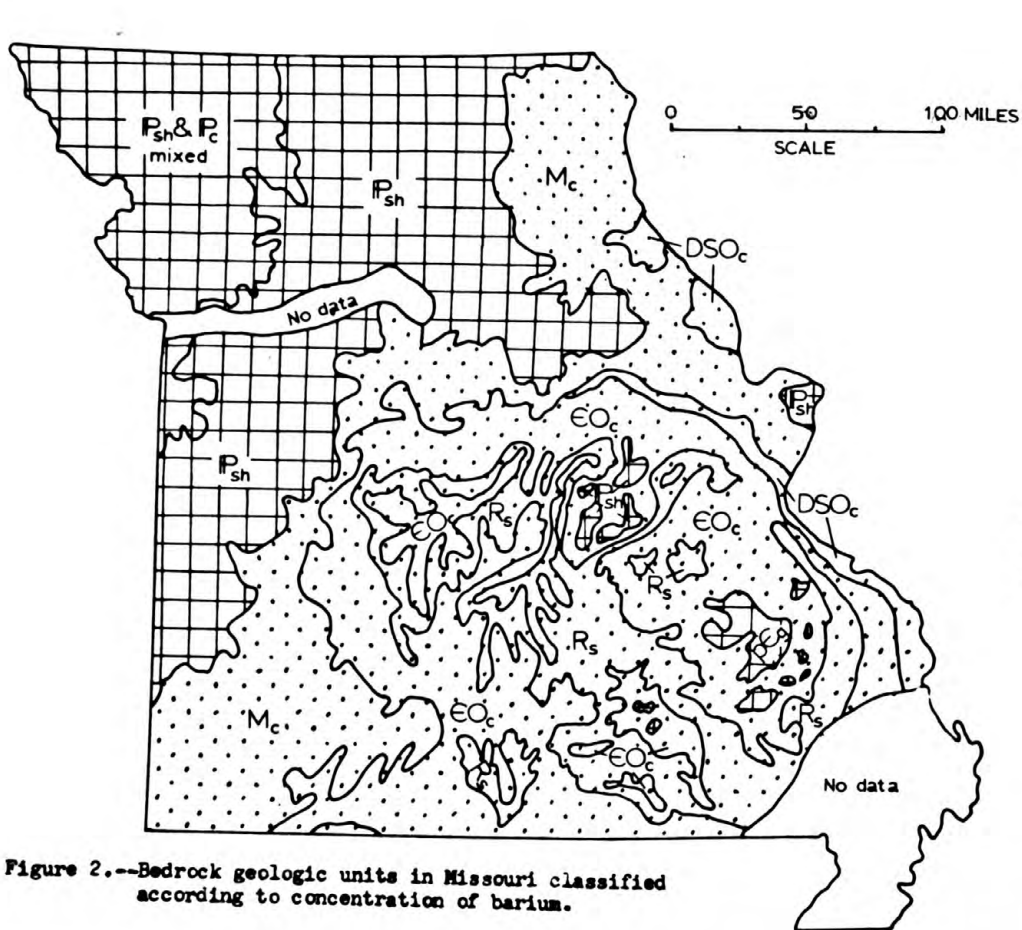 0 50 100 MILES
SCALE
ℙsh & ℙc
mixed
ℙsh
Mc
DSOc
No data
ℙsh
ЄOc
ℙsh
ℙsh
Rs
ЄOc
DSOc
Rs
Rs
Mc
ЄOc
Rs
ЄOc
No data
Figure 2.--Bedrock geologic units in Missouri classified
according to concentration of barium.